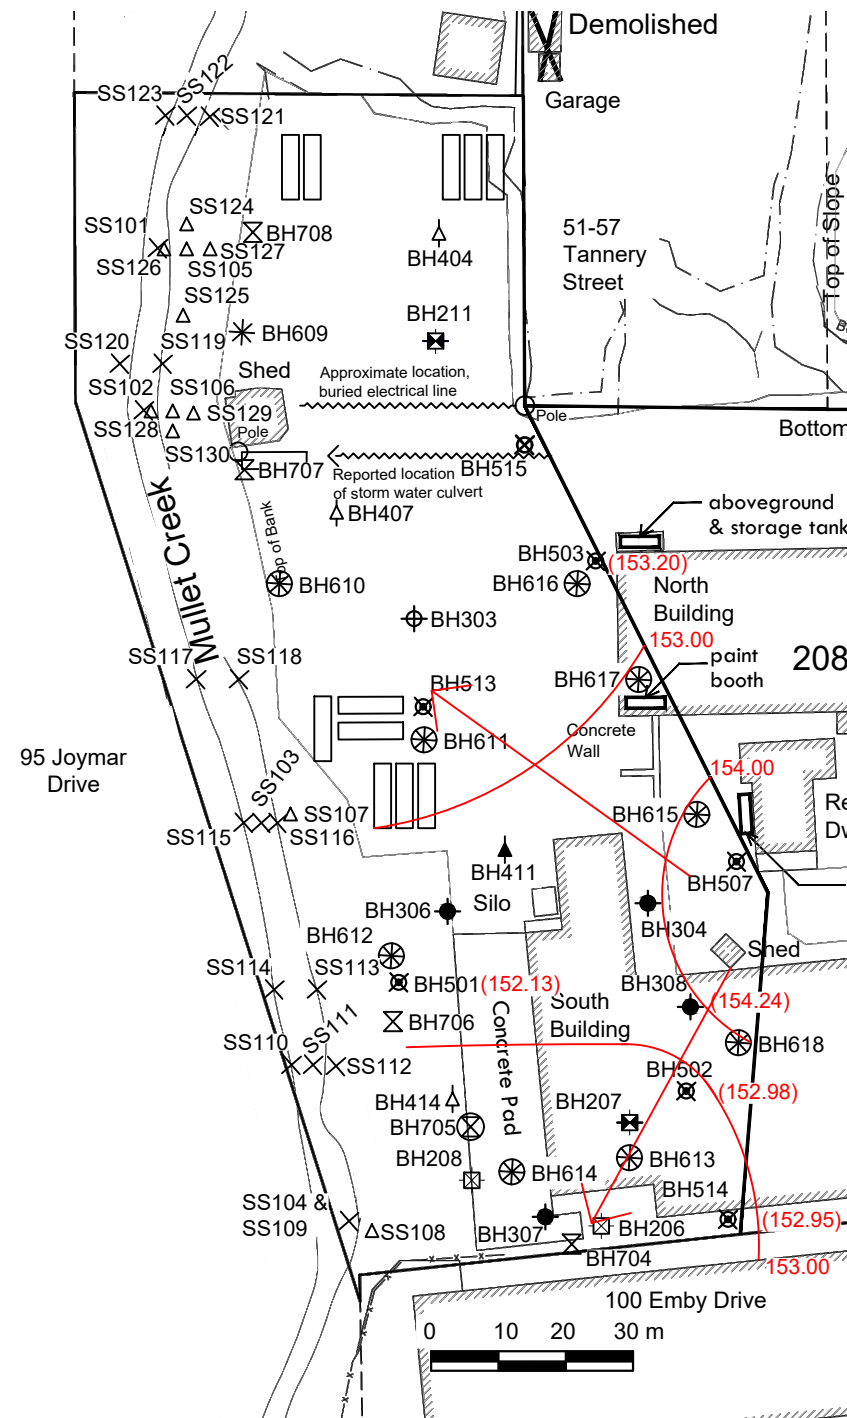 Demolished
Garage
SS123
SS122
SS121
SS124
SS101
BH708
SS127
SS126
SS105
BH404
51-57
Tannery
Street
Top of Slope
SS125
BH211
BH609
SS120
SS119
Shed
Approximate location,
buried electrical line
SS102
SS106
SS129
Pole
SS128
Pole
Bottom
SS130
BH707
Reported location
of storm water culvert
BH515
aboveground
& storage tank
BH407
Top of Bank
Mullet Creek
BH503
(153.20)
BH610
BH616
North
Building
BH303
153.00
SS117
SS118
paint
booth
208
BH513
BH617
BH611
Concrete
Wall
95 Joymar
Drive
154.00
SS103
SS107
BH615
Re
Dw
SS115
SS116
BH411
BH507
BH306
Silo
BH304
BH612
Shed
SS114
SS113
BH501
(152.13)
BH308
(154.24)
South
Building
BH706
Concrete Pad
SS110
SS111
BH618
SS112
BH502
(152.98)
BH414
BH207
BH705
BH208
BH614
BH613
BH514
SS104 &
SS109
SS108
BH307
BH206
(152.95)
BH704
153.00
100 Emby Drive
0 10 20 30 m